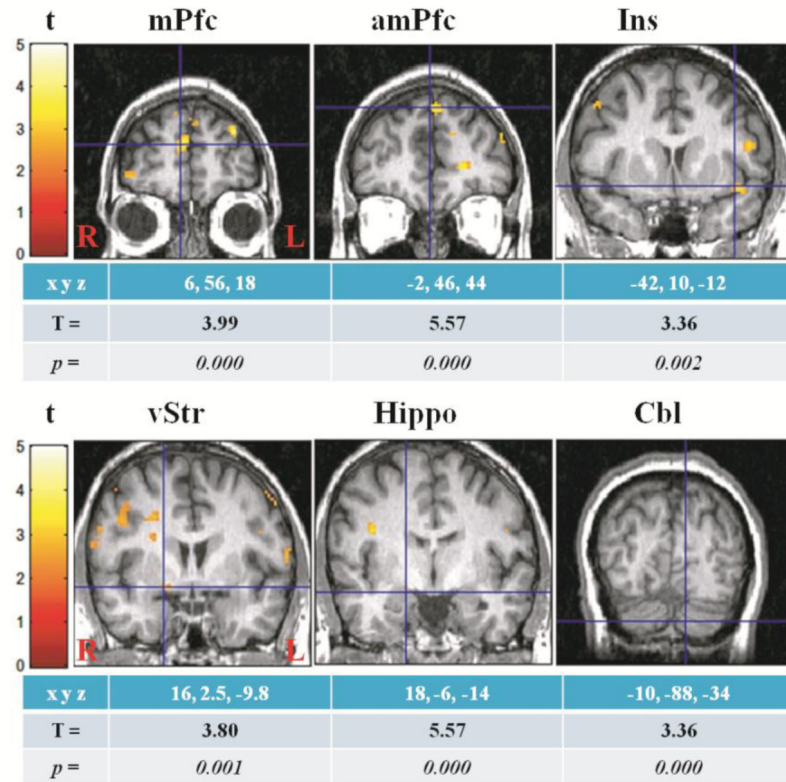 t mPfc amPfc Ins
5
4
3
2
1
0
R L
x y z 6, 56, 18 -2, 46, 44 -42, 10, -12
T = 3.99 5.57 3.36
p = 0.000 0.000 0.002
t vStr Hippo Cbl
5
4
3
2
1
0
R L
x y z 16, 2.5, -9.8 18, -6, -14 -10, -88, -34
T = 3.80 5.57 3.36
p = 0.001 0.000 0.000